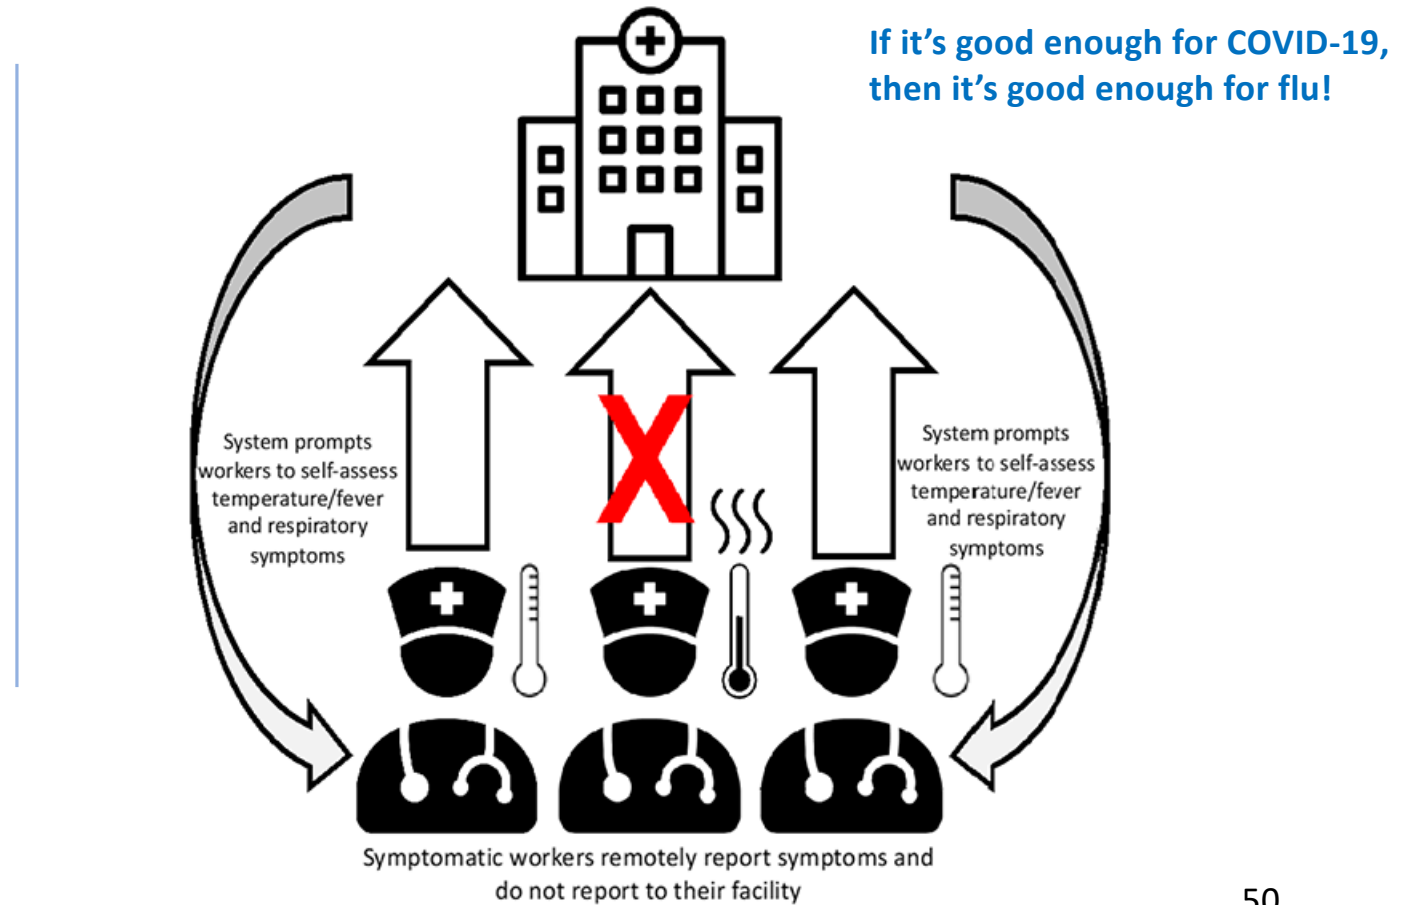 If it's good enough for COVID-19,
then it's good enough for flu!
System prompts
workers to self-assess
temperature/fever
and respiratory
symptoms
System prompts
workers to self-assess
temperature/fever
and respiratory
symptoms
X
Symptomatic workers remotely report symptoms and
do not report to their facility
50